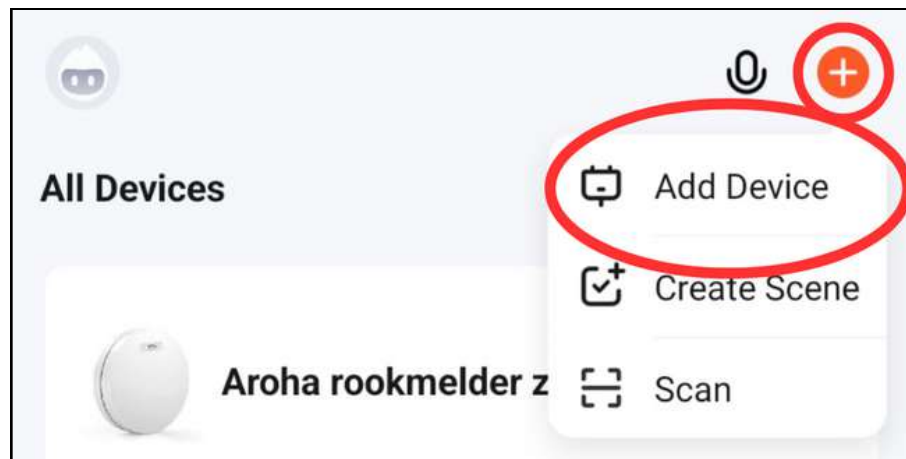 All Devices
Add Device
Create Scene
Aroha rookmelder z
Scan